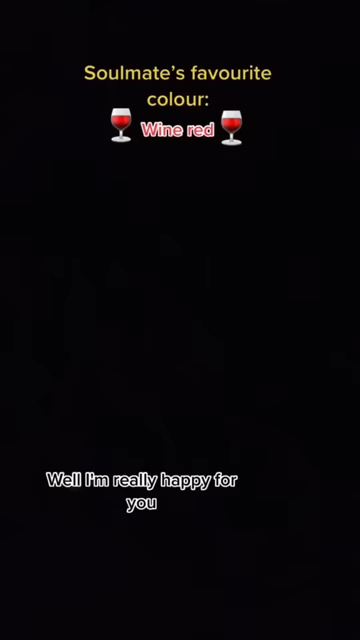 Soulmate's favourite
colour:
🍷 Wine red 🍷
Well I'm really happy for
you